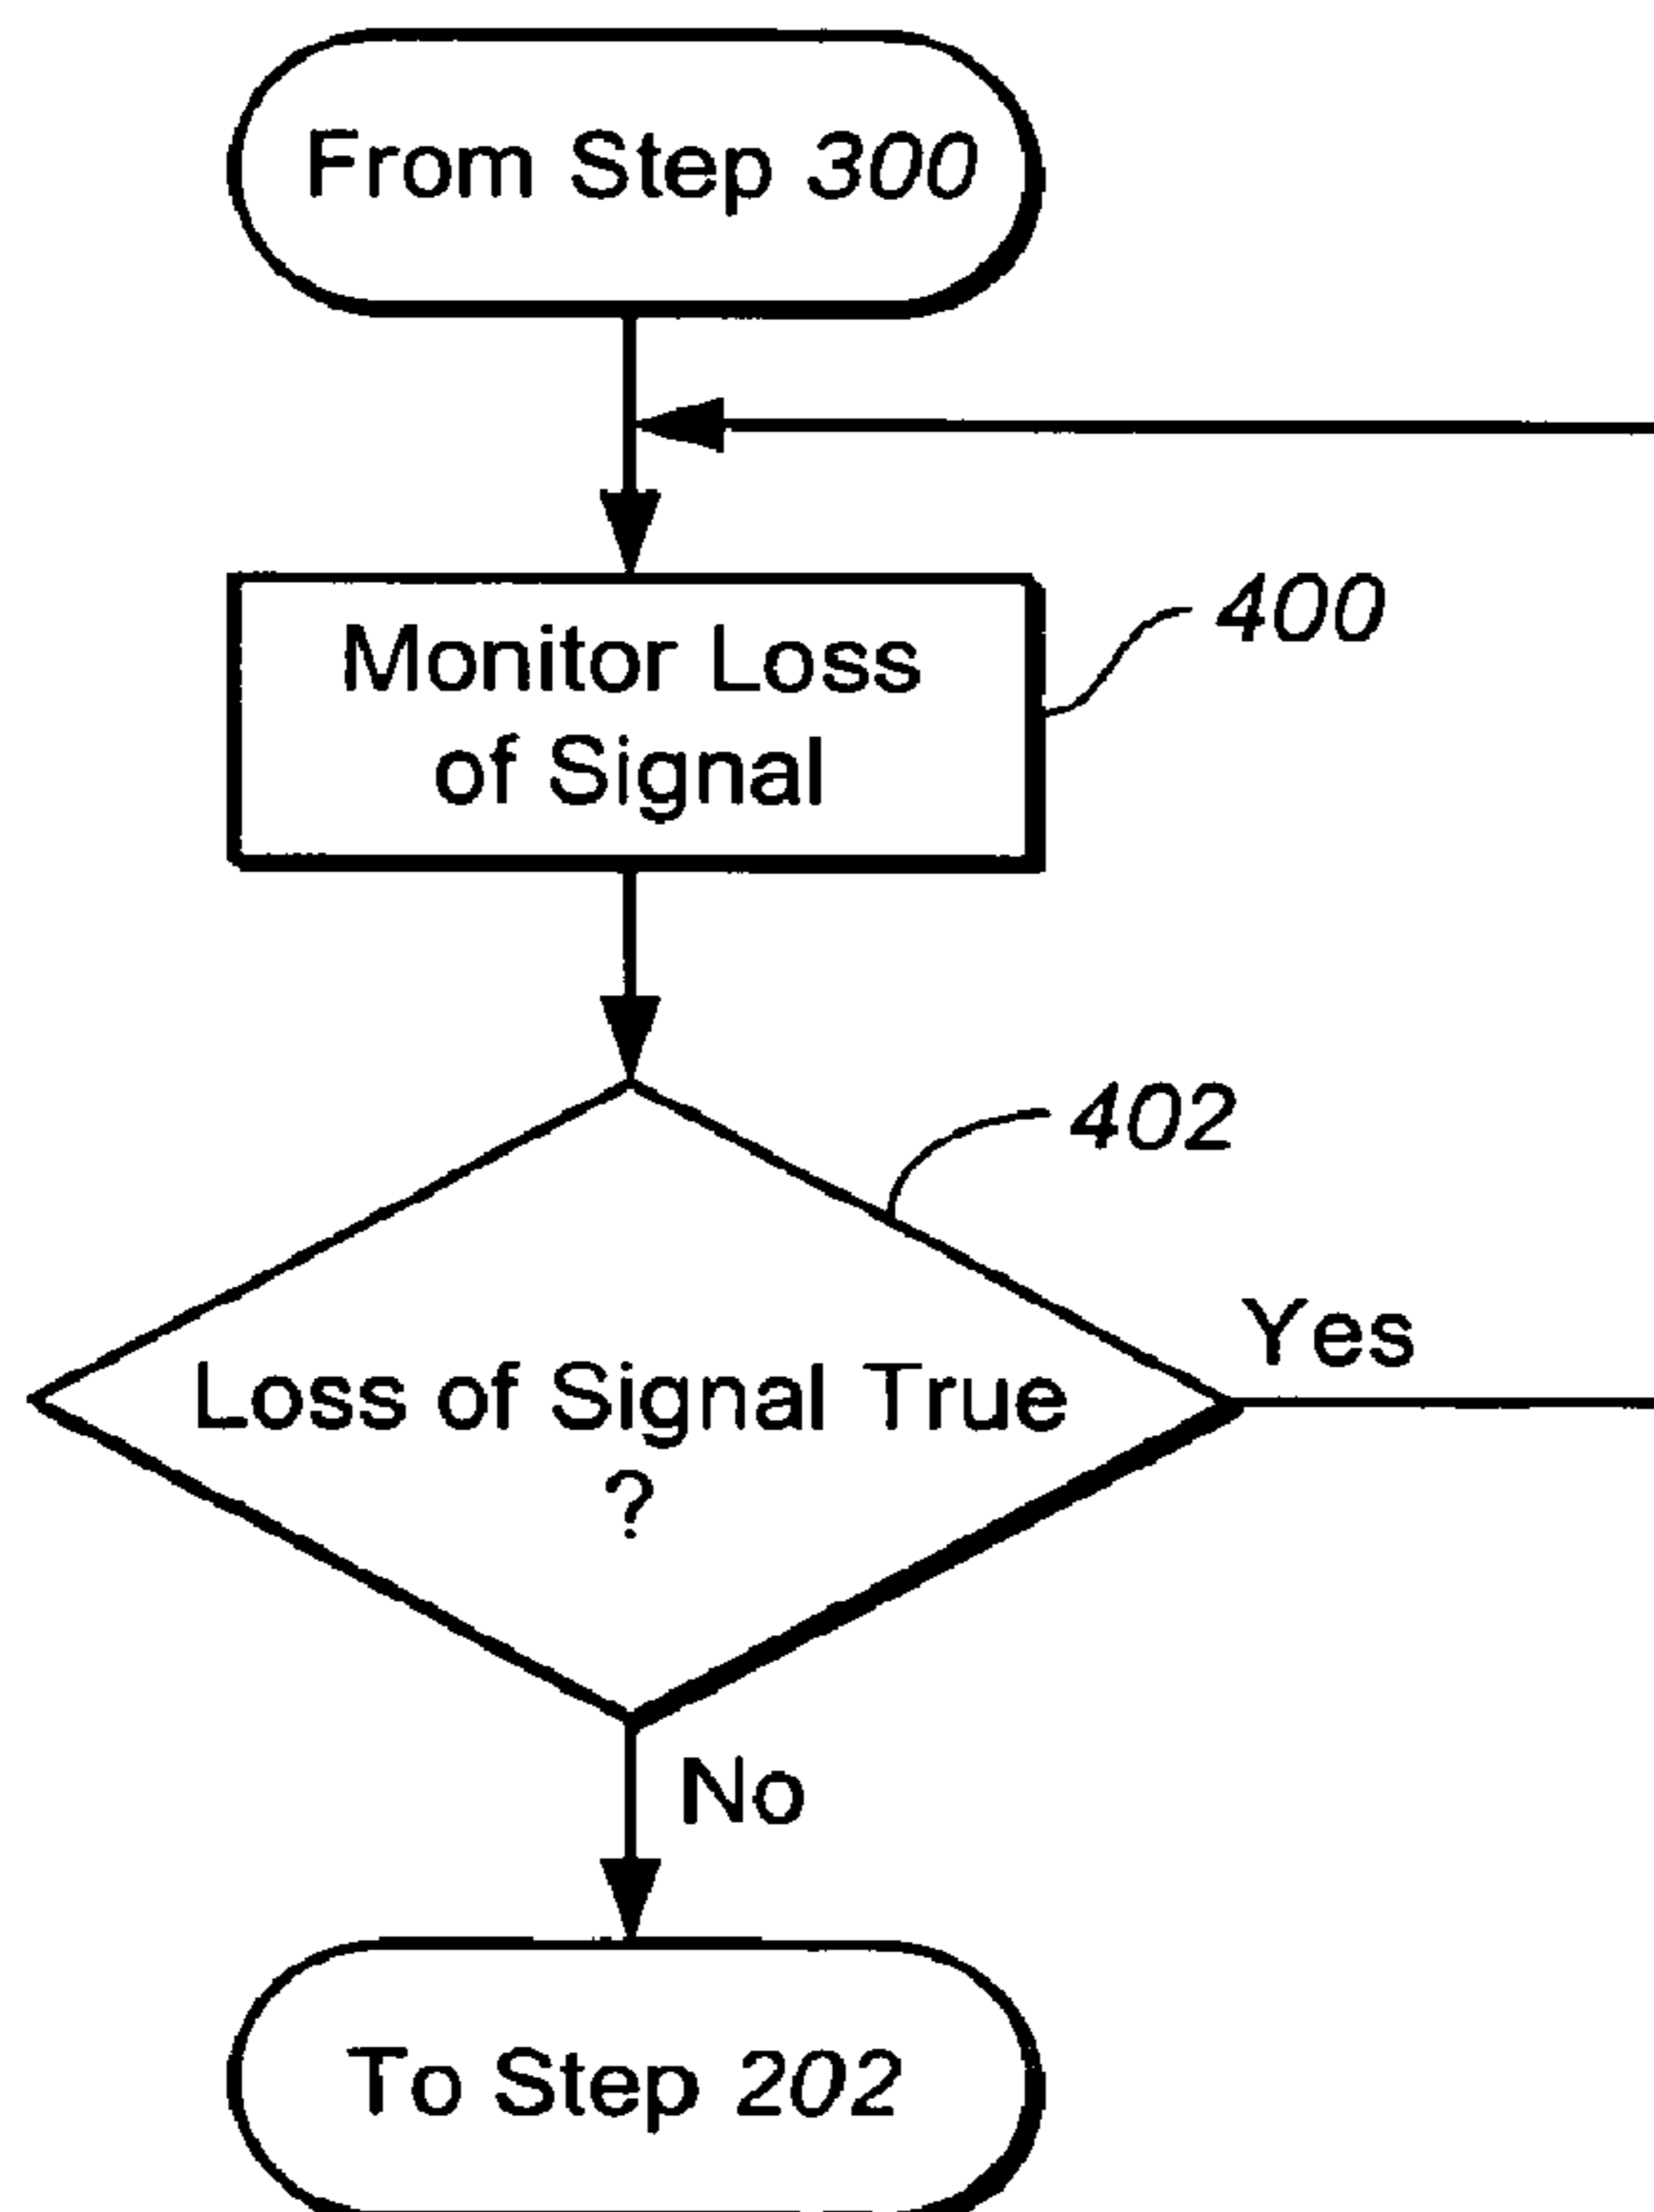 From Step 300
Monitor Loss
of Signal
400
402
Loss of Signal True
?
Yes
No
To Step 202